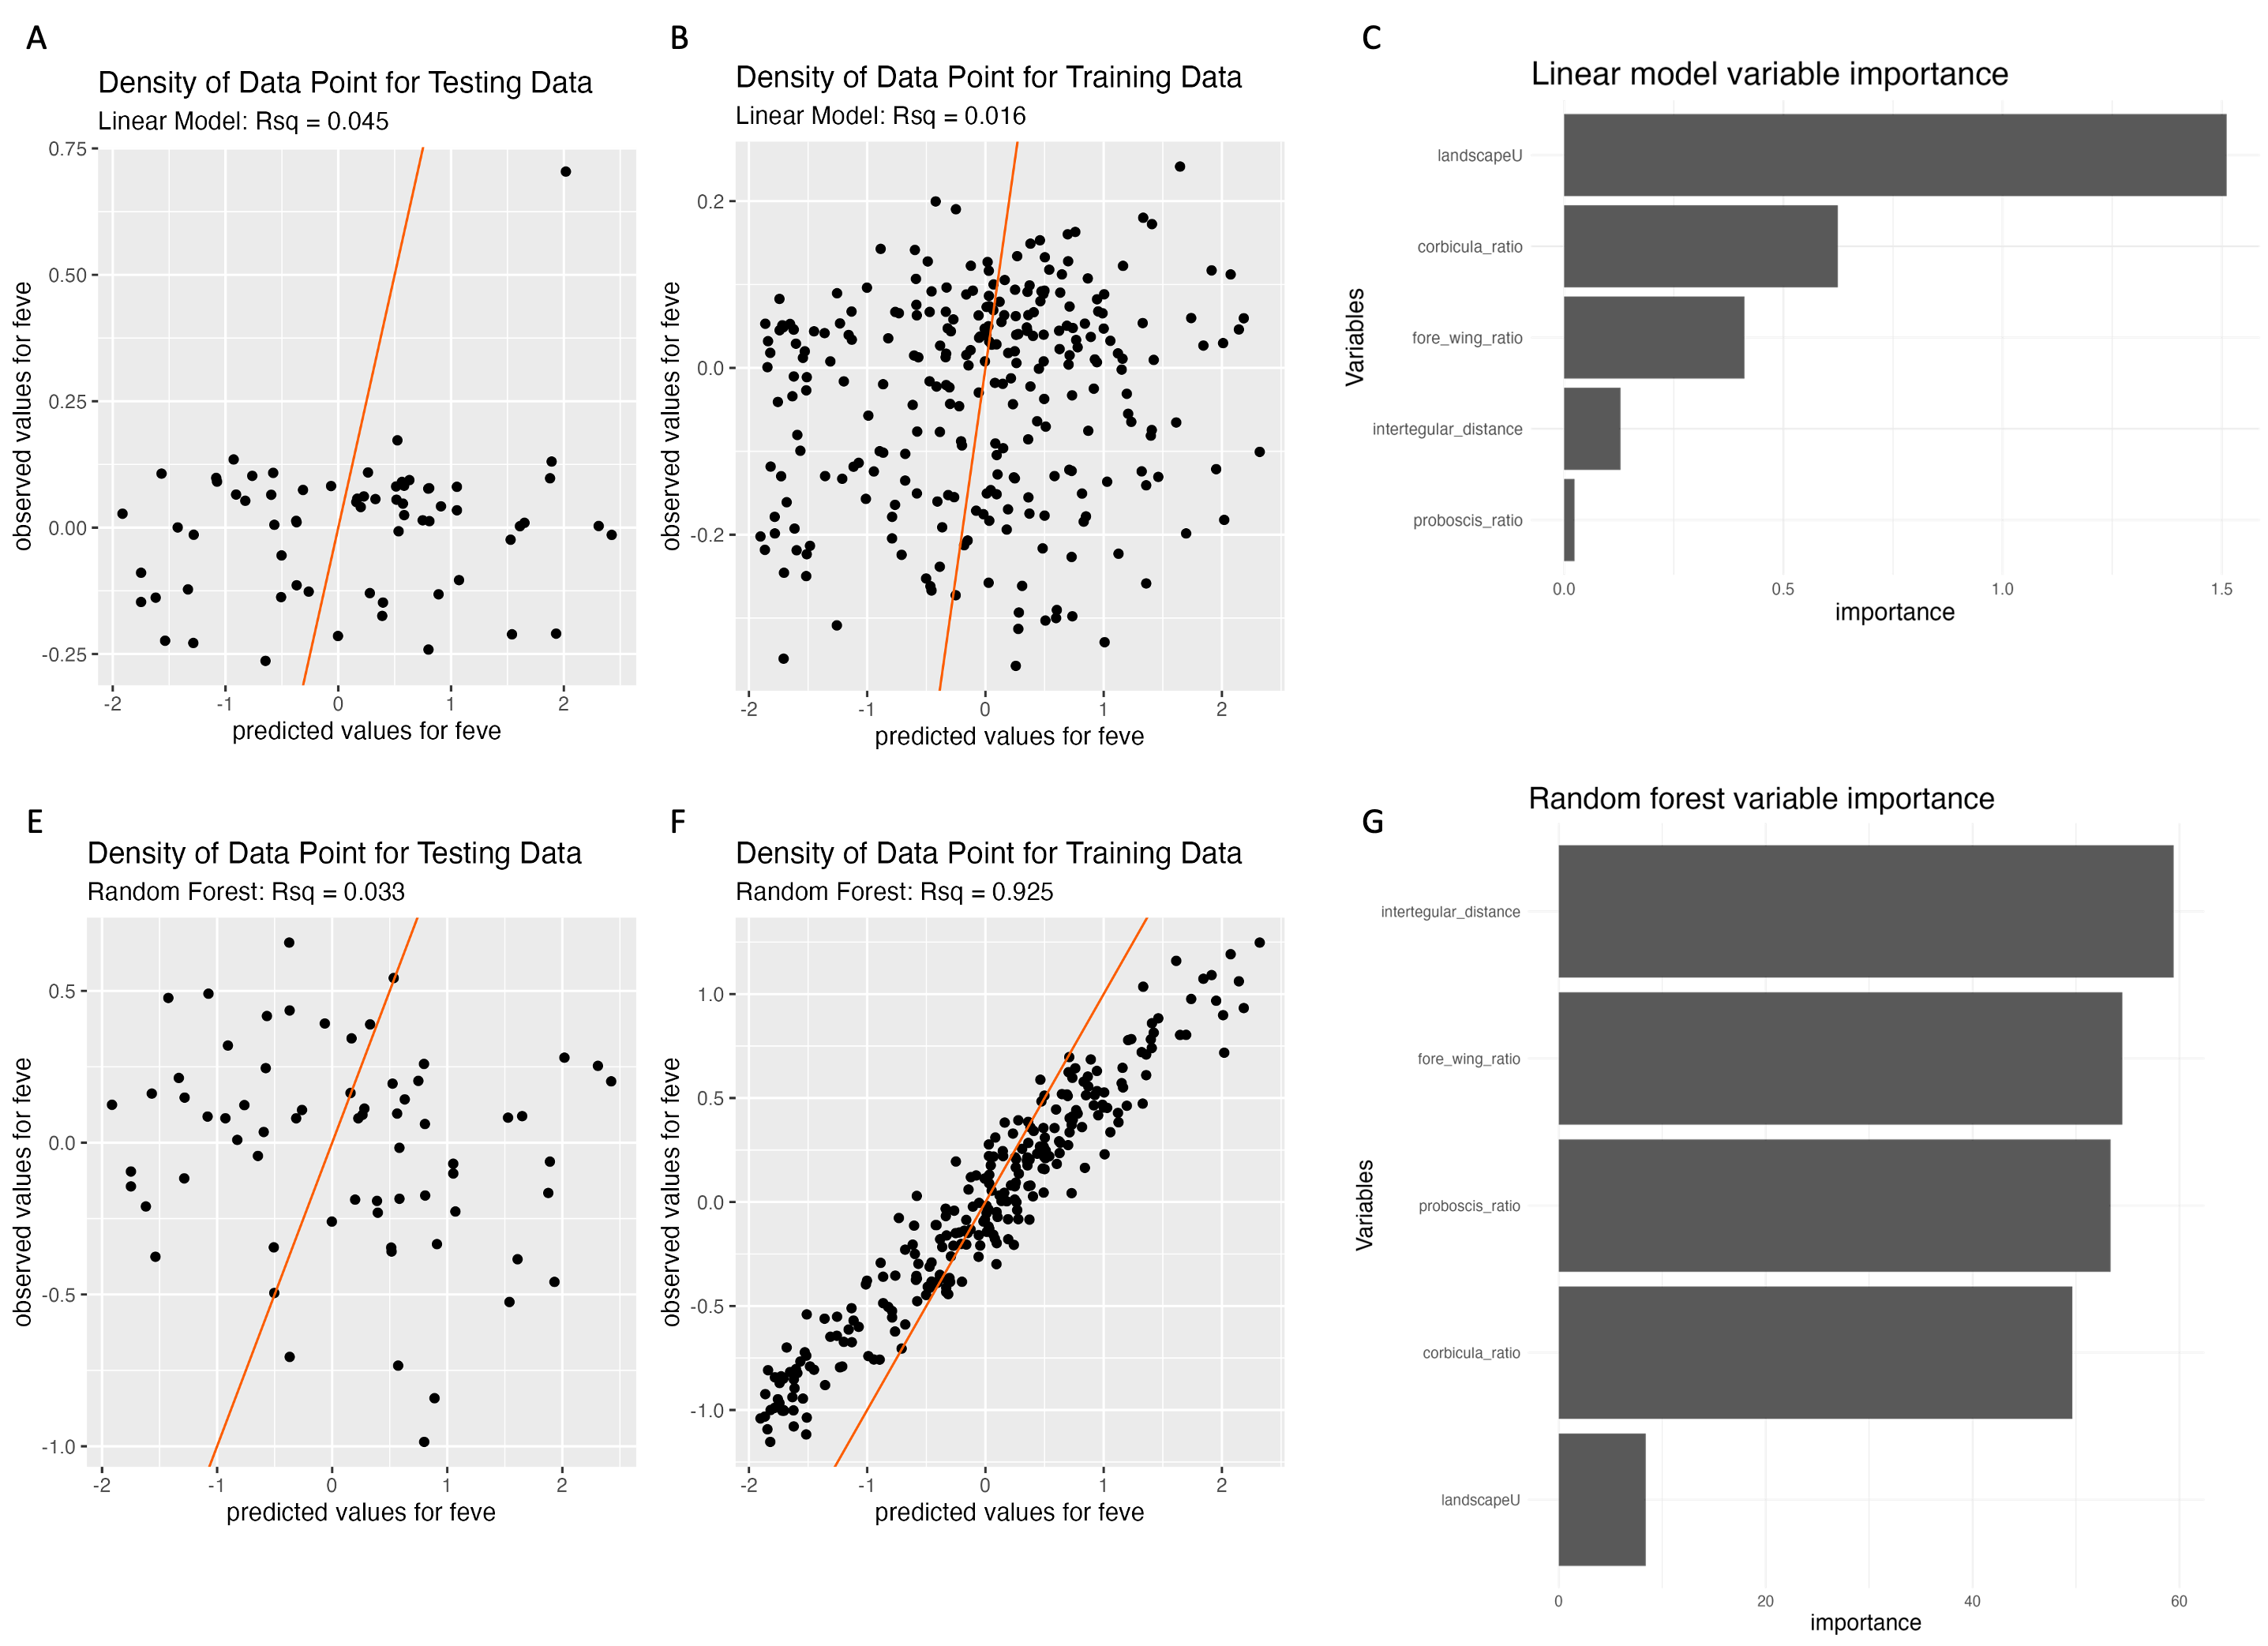 A
Density of Data Point for Testing Data
Linear Model: Rsq = 0.045
observed values for feve
0.75
0.50
0.25
0.00
-0.25
-2 -1 0 1 2
predicted values for feve
B
Density of Data Point for Training Data
Linear Model: Rsq = 0.016
observed values for feve
0.2
0.0
-0.2
-2 -1 0 1 2
predicted values for feve
C
Linear model variable importance
Variables
landscapeU
corbicula_ratio
fore_wing_ratio
intertegular_distance
proboscis_ratio
0.0 0.5 1.0 1.5
importance
E
Density of Data Point for Testing Data
Random Forest: Rsq = 0.033
observed values for feve
0.5
0.0
-0.5
-1.0
-2 -1 0 1 2
predicted values for feve
F
Density of Data Point for Training Data
Random Forest: Rsq = 0.925
observed values for feve
1.0
0.5
0.0
-0.5
-1.0
-2 -1 0 1 2
predicted values for feve
G
Random forest variable importance
Variables
intertegular_distance
fore_wing_ratio
proboscis_ratio
corbicula_ratio
landscapeU
0 20 40 60
importance